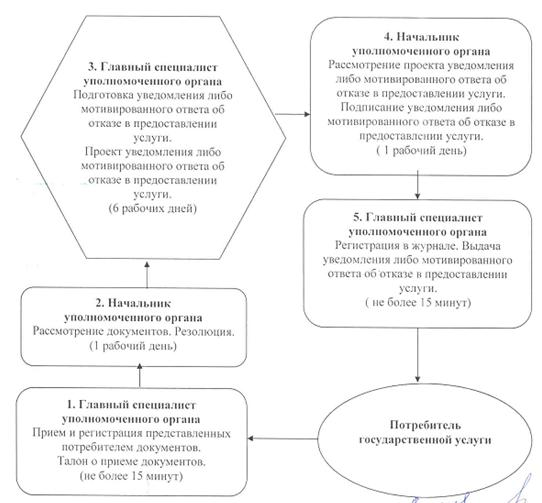 3. Главный специалист
уполномоченного органа
Подготовка уведомления либо
мотивированного ответа об
отказе в предоставлении
услуги.
Проект уведомления либо
мотивированного ответа об
отказе в предоставлении
услуги.
(6 рабочих дней)
4. Начальник
уполномоченного органа
Рассмотрение проекта уведомления
либо мотивированного ответа об
отказе в предоставлении услуги.
Подписание уведомления либо
мотивированного ответа об отказе в
предоставлении услуги.
( 1 рабочий день)
5. Главный специалист
уполномоченного органа
Регистрация в журнале. Выдача
уведомления либо мотивированного
ответа об отказе в предоставлении
услуги.
( не более 15 минут)
2. Начальник
уполномоченного органа
Рассмотрение документов. Резолюция.
(1 рабочий день)
1. Главный специалист
уполномоченного органа
Прием и регистрация представленных
потребителем документов.
Талон о приеме документов.
(не более 15 минут)
Потребитель
государственной услуги